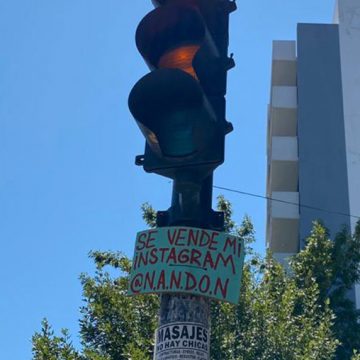 SE VENDE MI
INSTAGRAM
@N.A.N.D.O.N
MASAJES
NO HAY CHICAS